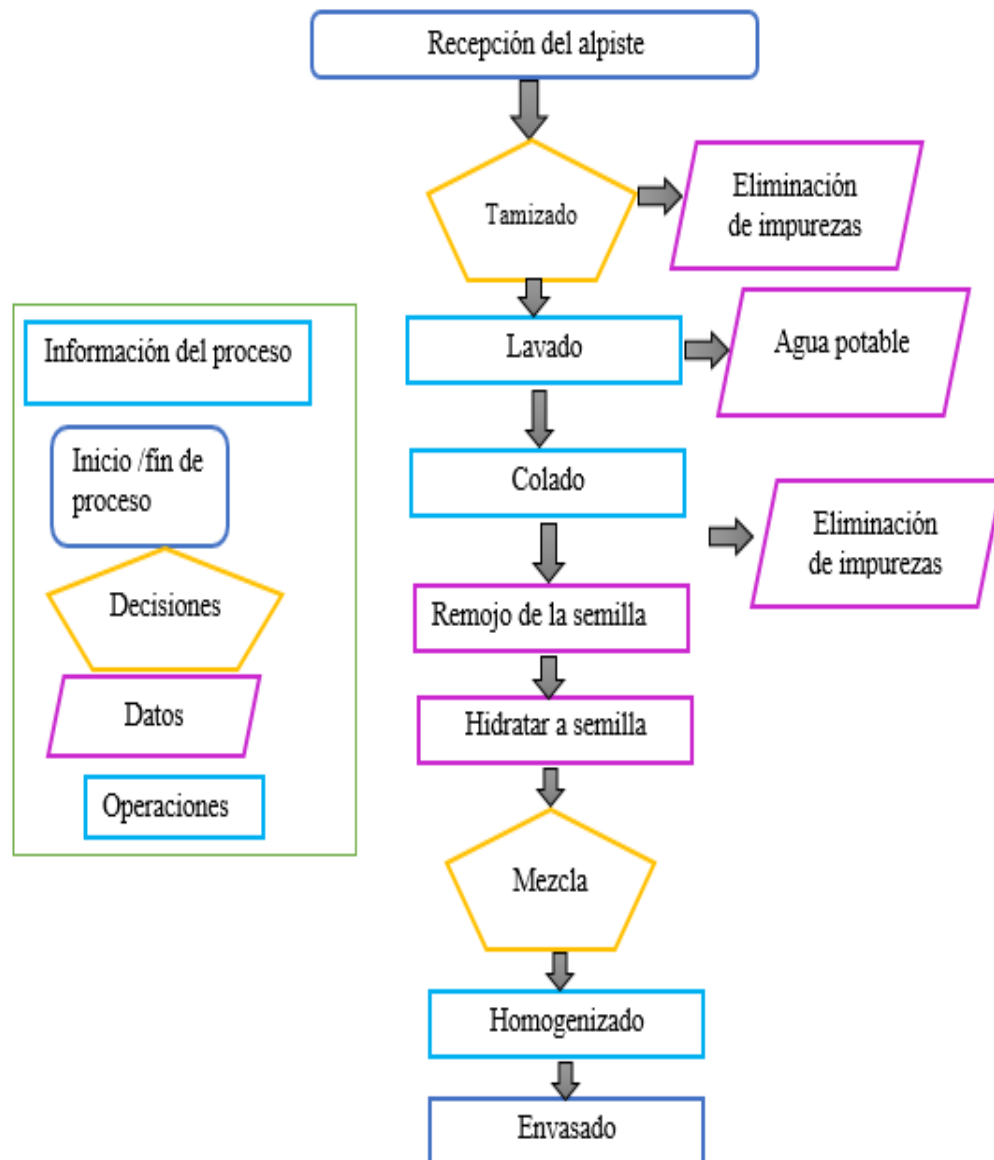 Recepción del alpiste
Tamizado
Eliminación
de impurezas
Lavado
Agua potable
Colado
Eliminación
de impurezas
Remojo de la semilla
Hidratar a semilla
Mezcla
Homogenizado
Envasado
Información del proceso
Inicio /fin de
proceso
Decisiones
Datos
Operaciones